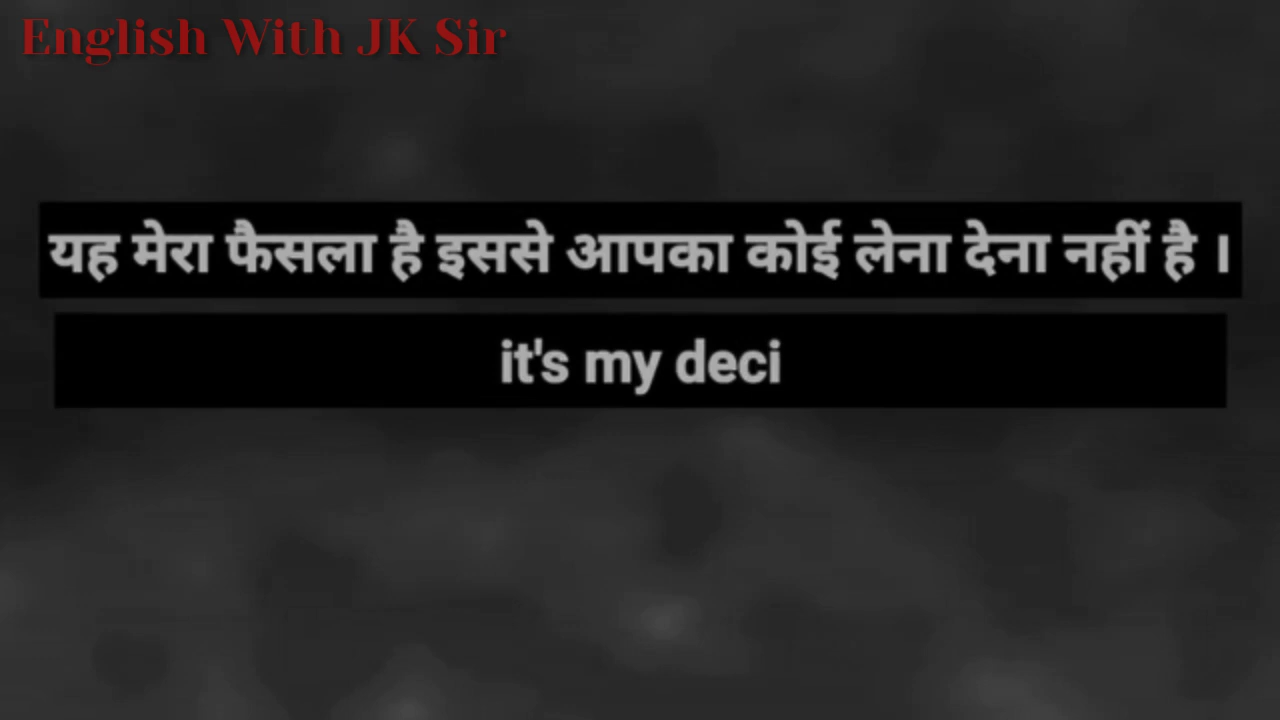 English With JK Sir
यह मेरा फैसला है इससे आपका कोई लेना देना नहीं है ।
it's my deci